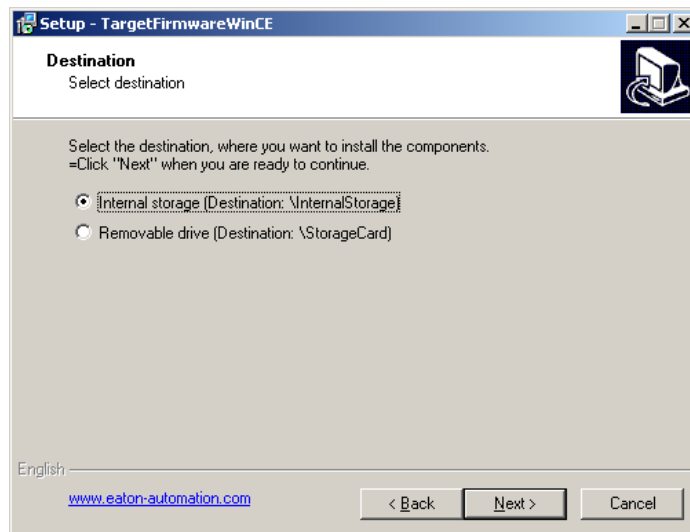 Setup - TargetFirmwareWinCE
Destination
Select destination
Select the destination, where you want to install the components.
=Click "Next" when you are ready to continue.
Internal storage (Destination: \InternalStorage)
Removable drive (Destination: \StorageCard)
English
www.eaton-automation.com
< Back
Next >
Cancel